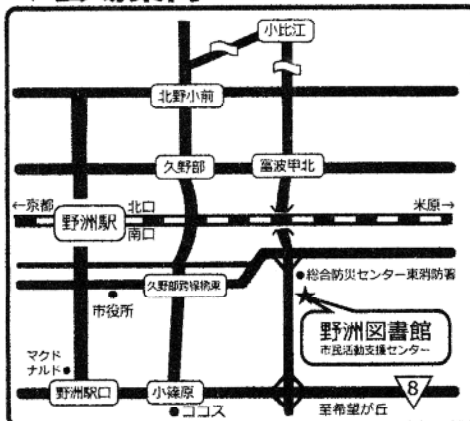 小比江
北野小前
久野部
冨波甲北
←京都
北口
米原→
野洲駅
南口
総合防災センター東消防署
久野部跨線橋東
市役所
野洲図書館
市民活動支援センター
マクド
ナルド
野洲駅口
小篠原
8
ココス
至希望が丘